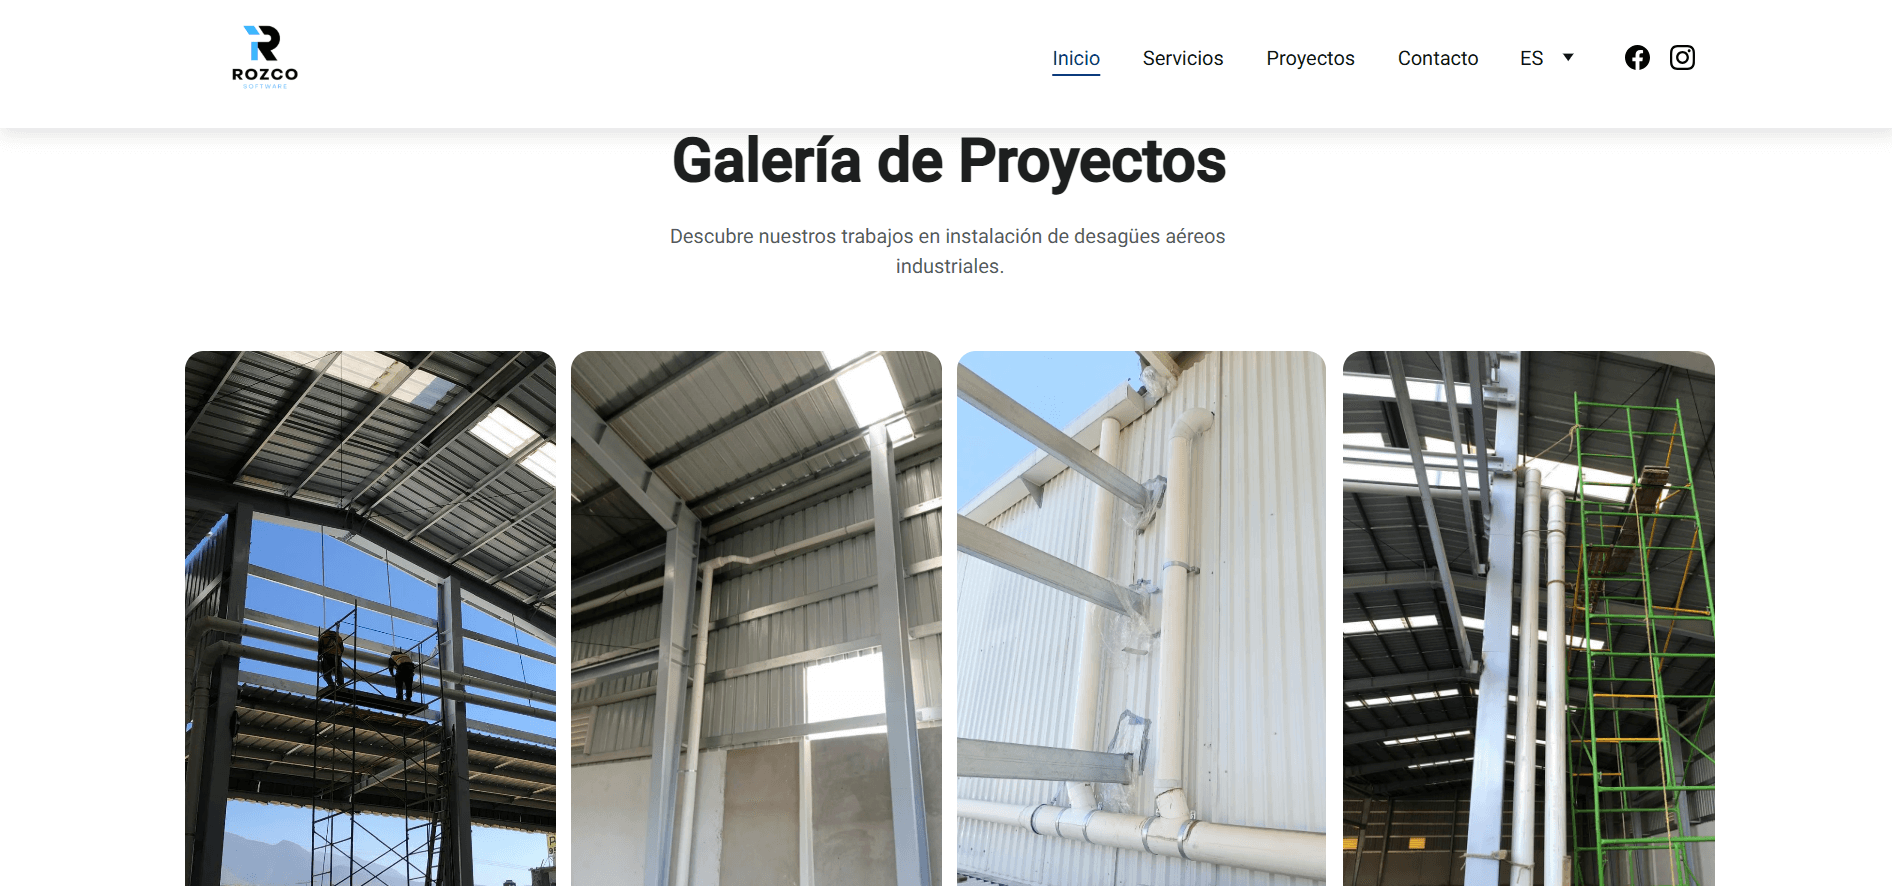 ROZCO
SOFTWARE
Inicio
Servicios
Proyectos
Contacto
ES
Galería de Proyectos
Descubre nuestros trabajos en instalación de desagües aéreos
industriales.